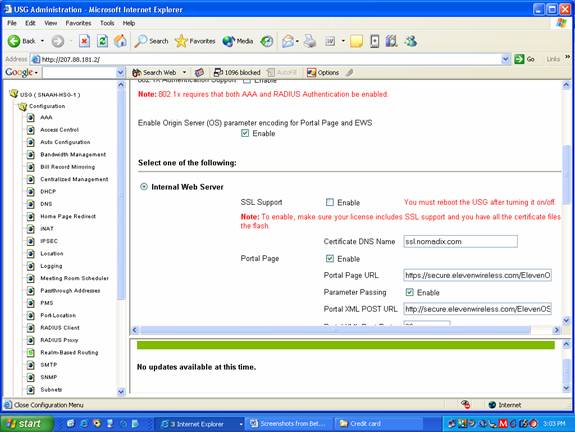 USG Administration - Microsoft Internet Explorer
File Edit View Favorites Tools Help
Back Search Favorites Media
Address http://207.88.181.2/ Go Links »
Google Search Web 1096 blocked AutoFill Options
USG ( SNAAH-HSG-1 )
Configuration
AAA
Access Control
Auto Configuration
Bandwidth Management
Bill Record Mirroring
Centralized Management
DHCP
DNS
Home Page Redirect
iNAT
IPSEC
Location
Logging
Meeting Room Scheduler
Passthrough Addresses
PMS
Port-Location
RADIUS Client
RADIUS Proxy
Realm-Based Routing
SMTP
SNMP
Subnets
802.1x Authentication Support Enable
Note: 802.1x requires that both AAA and RADIUS Authentication be enabled.
Enable Origin Server (OS) parameter encoding for Portal Page and EWS
Enable
Select one of the following:
Internal Web Server
SSL Support Enable You must reboot the USG after turning it on/off.
Note: To enable, make sure your license includes SSL support and you have all the certificate files
the flash.
Certificate DNS Name ssl.nomadix.com
Portal Page Enable
Portal Page URL https://secure.elevenwireless.com/ElevenO
Parameter Passing Enable
Portal XML POST URL http://secure.elevenwireless.com/ElevenOS
No updates available at this time.
Close Configuration Menu Internet
start 3 Internet Explorer Screenshots from Bet... Credit card 3:03 PM